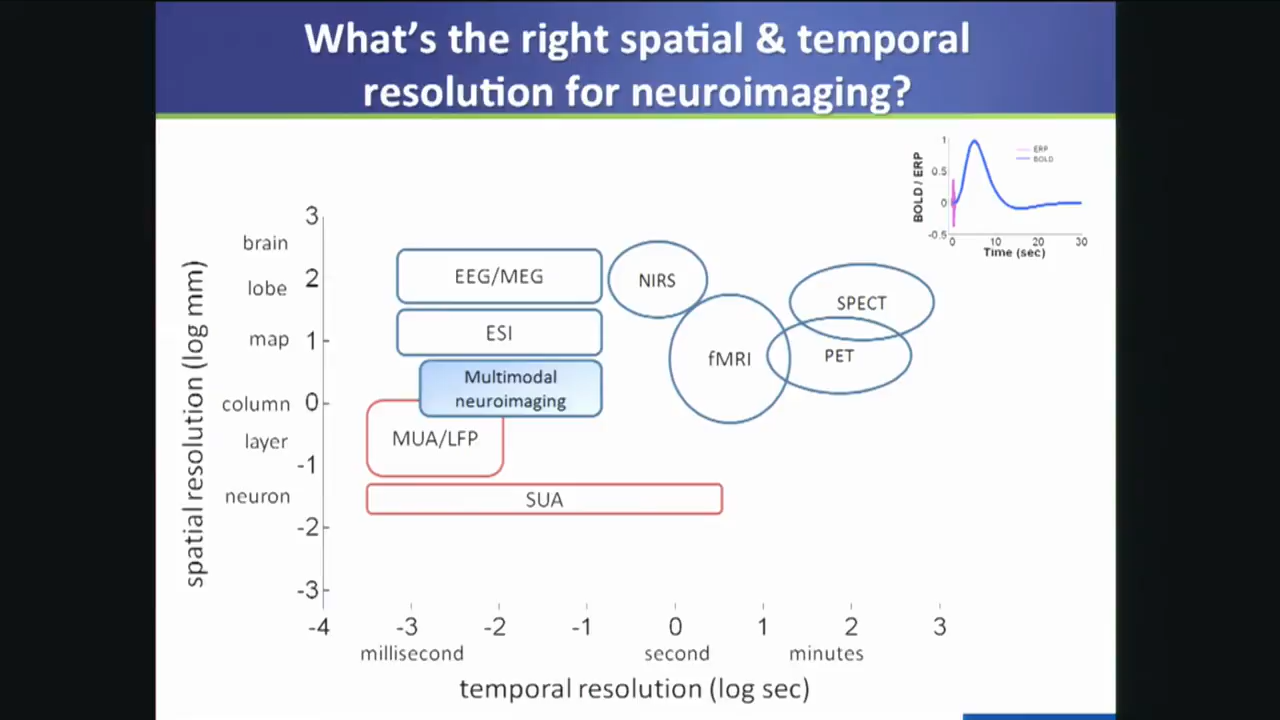 What's the right spatial & temporal
resolution for neuroimaging?
BOLD / ERP
1
0.5
0
-0.5
ERP
BOLD
0 10 20 30
Time (sec)
spatial resolution (log mm)
3
brain
2
lobe
map
1
column
0
layer
-1
neuron
-2
-3
EEG/MEG
NIRS
SPECT
ESI
fMRI
PET
Multimodal
neuroimaging
MUA/LFP
SUA
-4 -3 -2 -1 0 1 2 3
millisecond second minutes
temporal resolution (log sec)